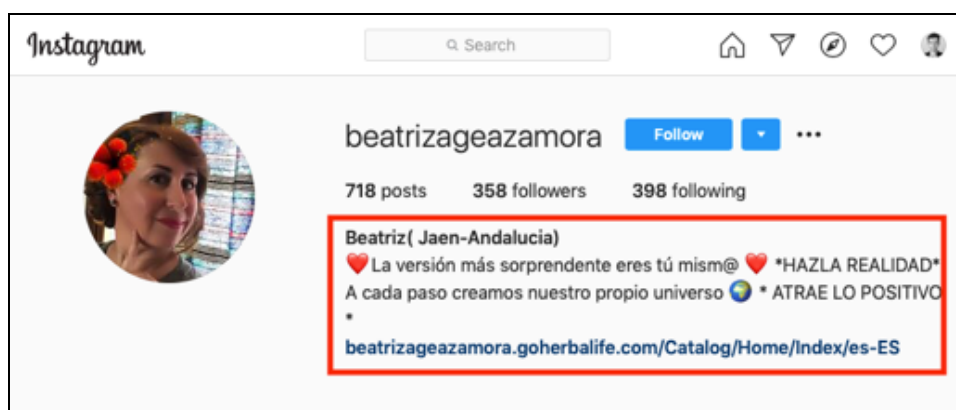 Instagram
Search
beatrizageazamora Follow
718 posts 358 followers 398 following
Beatriz( Jaen-Andalucia)
❤️La versión más sorprendente eres tú mism@ ❤️ *HAZLA REALIDAD*
A cada paso creamos nuestro propio universo 🌍 * ATRAE LO POSITIVO
*
beatrizageazamora.goherbalife.com/Catalog/Home/Index/es-ES